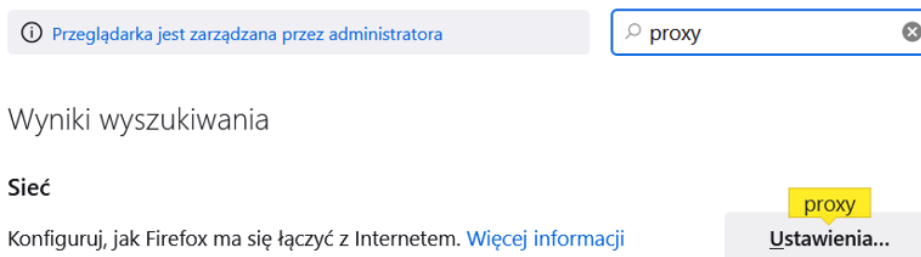 Przeglądarka jest zarządzana przez administratora
proxy
Wyniki wyszukiwania
Sieć
proxy
Konfiguruj, jak Firefox ma się łączyć z Internetem. Więcej informacji
Ustawienia...